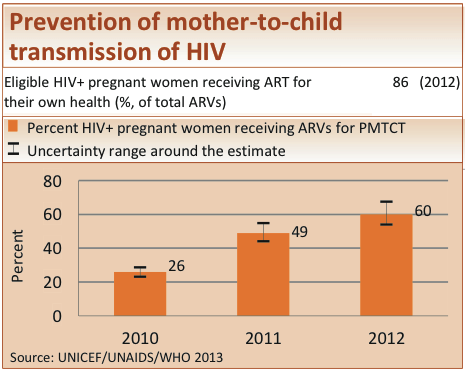 Prevention of mother-to-child
transmission of HIV
Eligible HIV+ pregnant women receiving ART for 86 (2012)
their own health (%, of total ARVs)
Percent HIV+ pregnant women receiving ARVs for PMTCT
Uncertainty range around the estimate
80
60
40
20
0
Percent
26
49
60
2010 2011 2012
Source: UNICEF/UNAIDS/WHO 2013